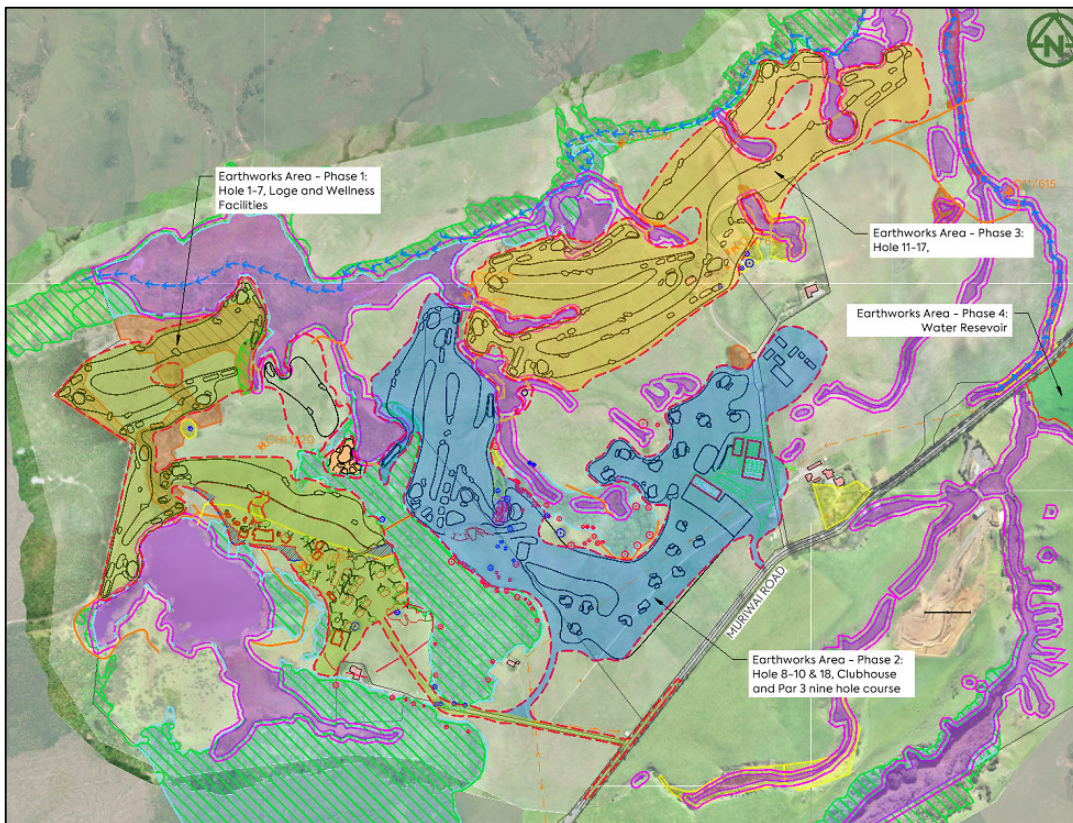 N
Earthworks Area - Phase 1:
Hole 1-7, Loge and Wellness
Facilities
Earthworks Area - Phase 3:
Hole 11-17,
Earthworks Area - Phase 4:
Water Resevoir
MURIWAI ROAD
Earthworks Area - Phase 2:
Hole 8-10 & 18, Clubhouse
and Par 3 nine hole course